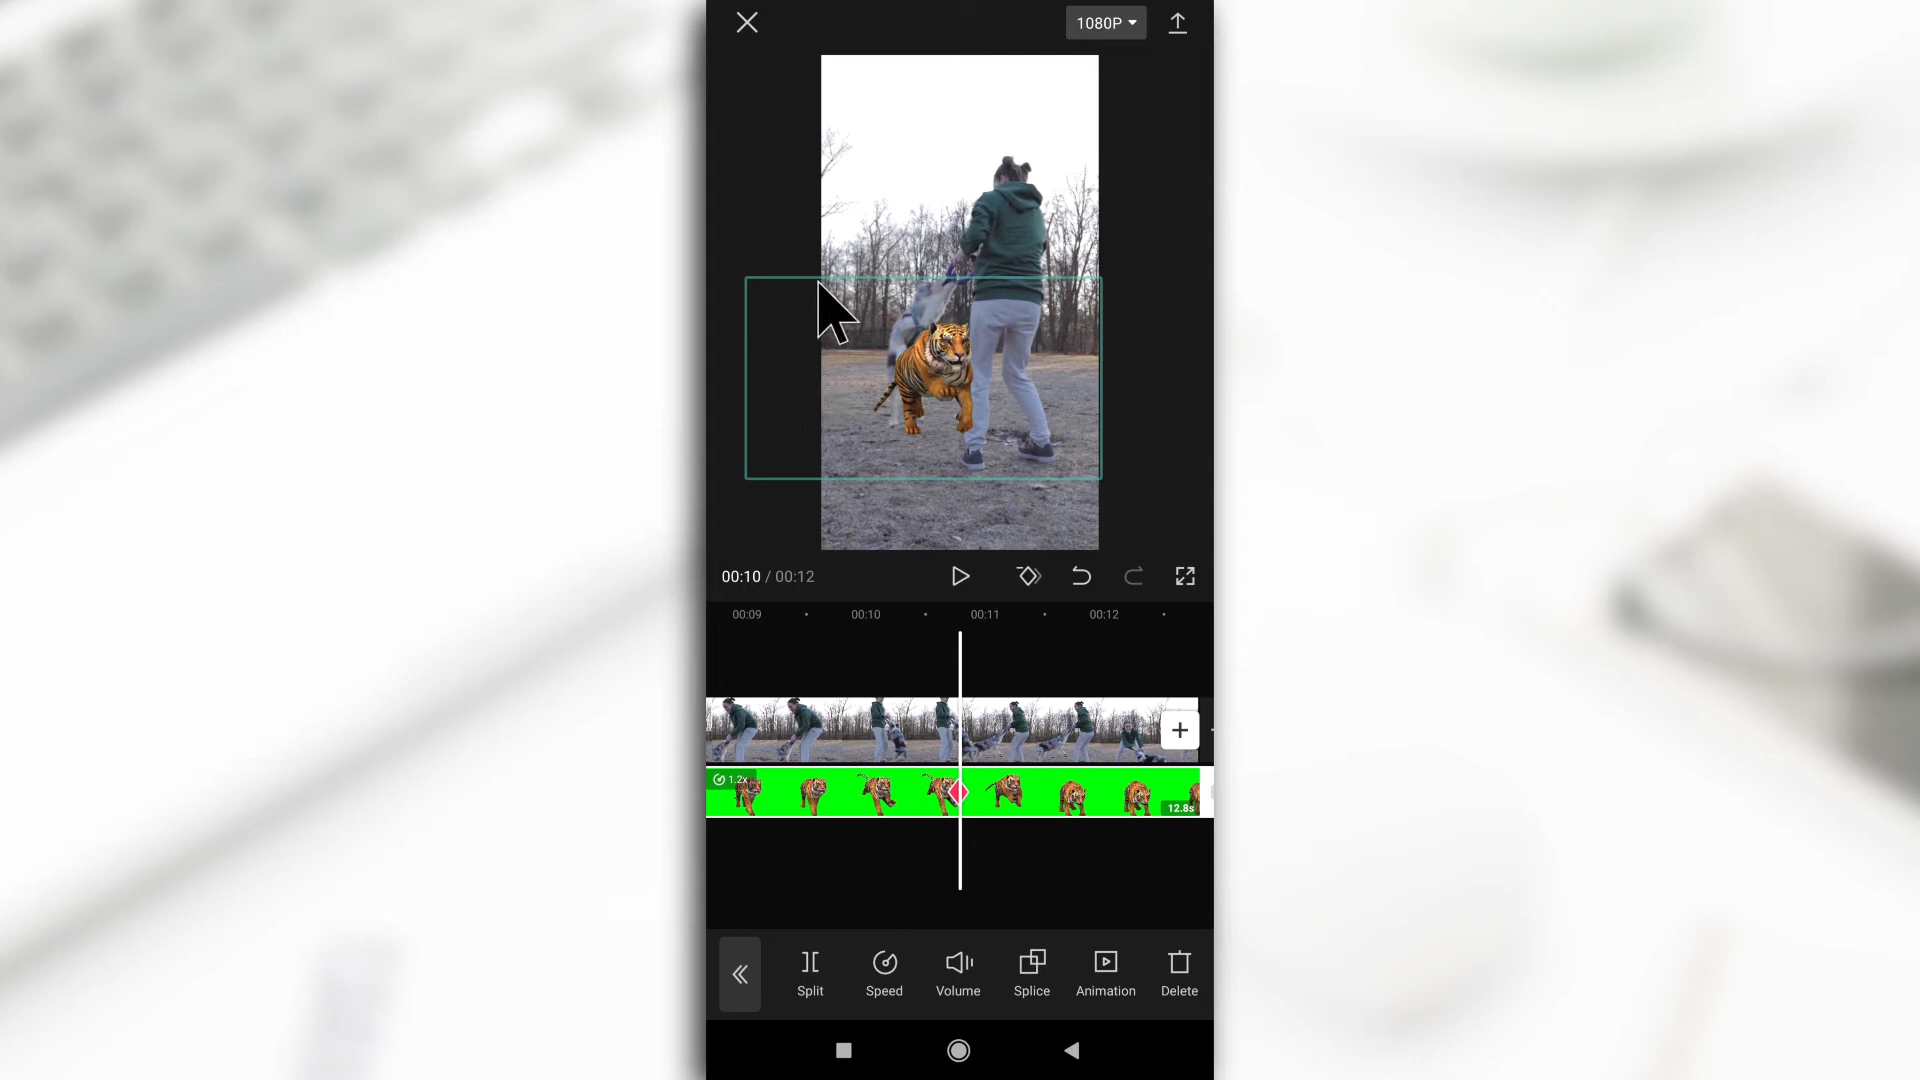 1080P
00:10 / 00:12
00:09 00:10 00:11 00:12
1.2x
12.8s
Split Speed Volume Splice Animation Delete